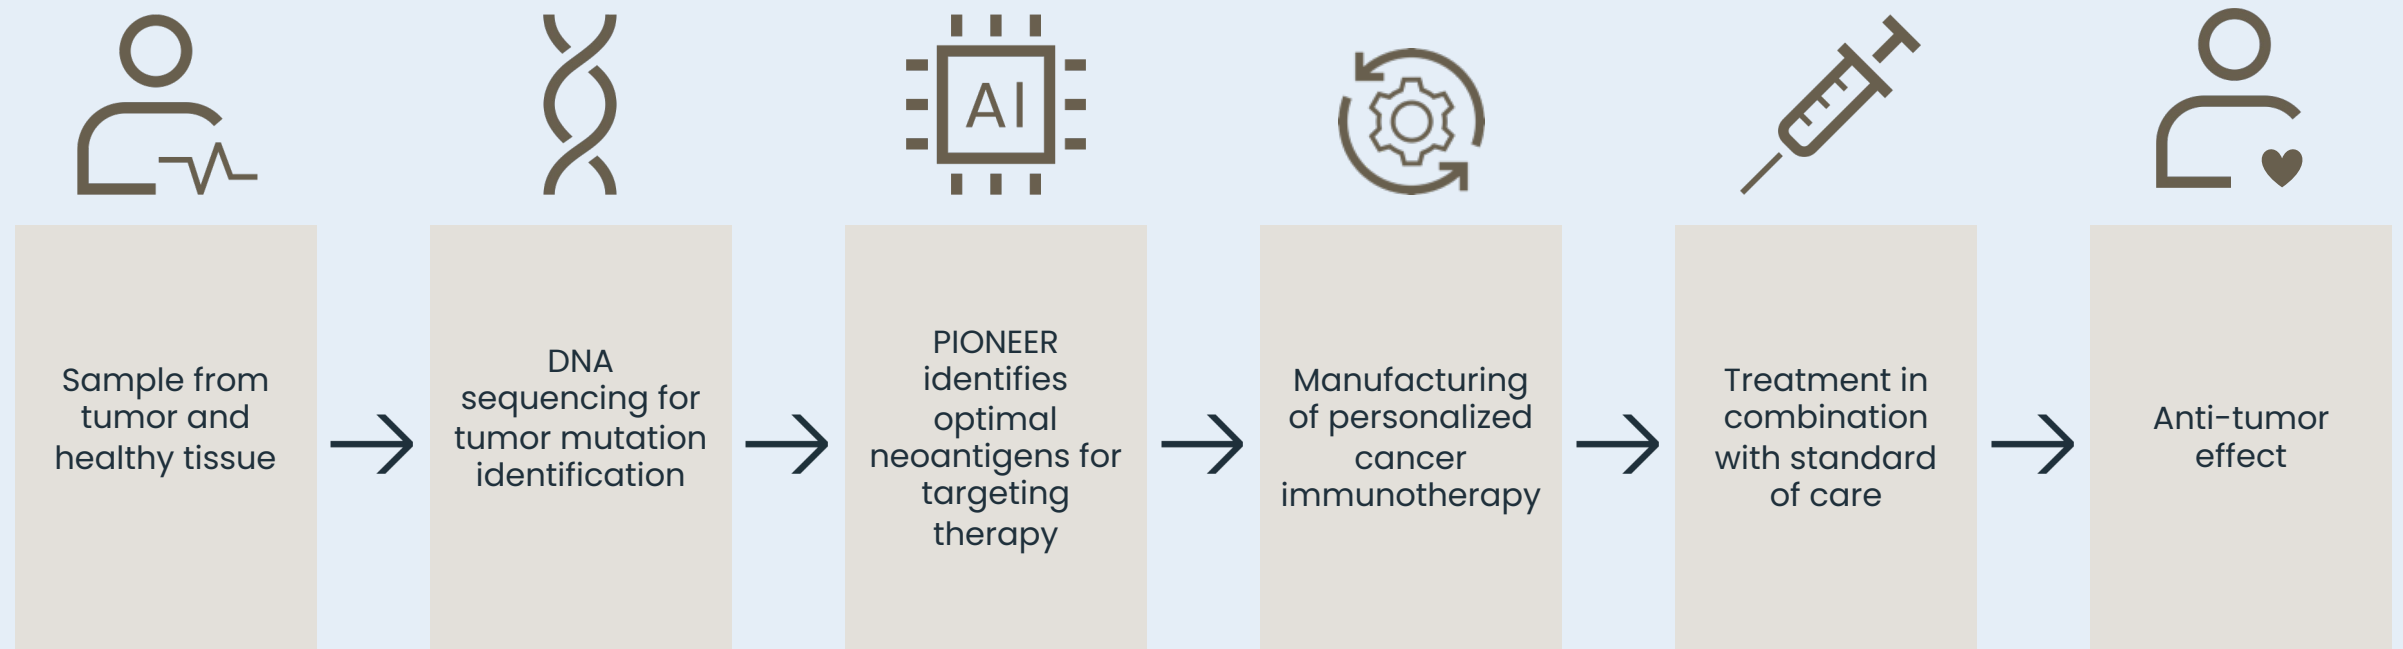 AI
Sample from
tumor and
healthy tissue
DNA
sequencing for
tumor mutation
identification
PIONEER
identifies
optimal
neoantigens for
targeting
therapy
Manufacturing
of personalized
cancer
immunotherapy
Treatment in
combination
with standard
of care
Anti-tumor
effect